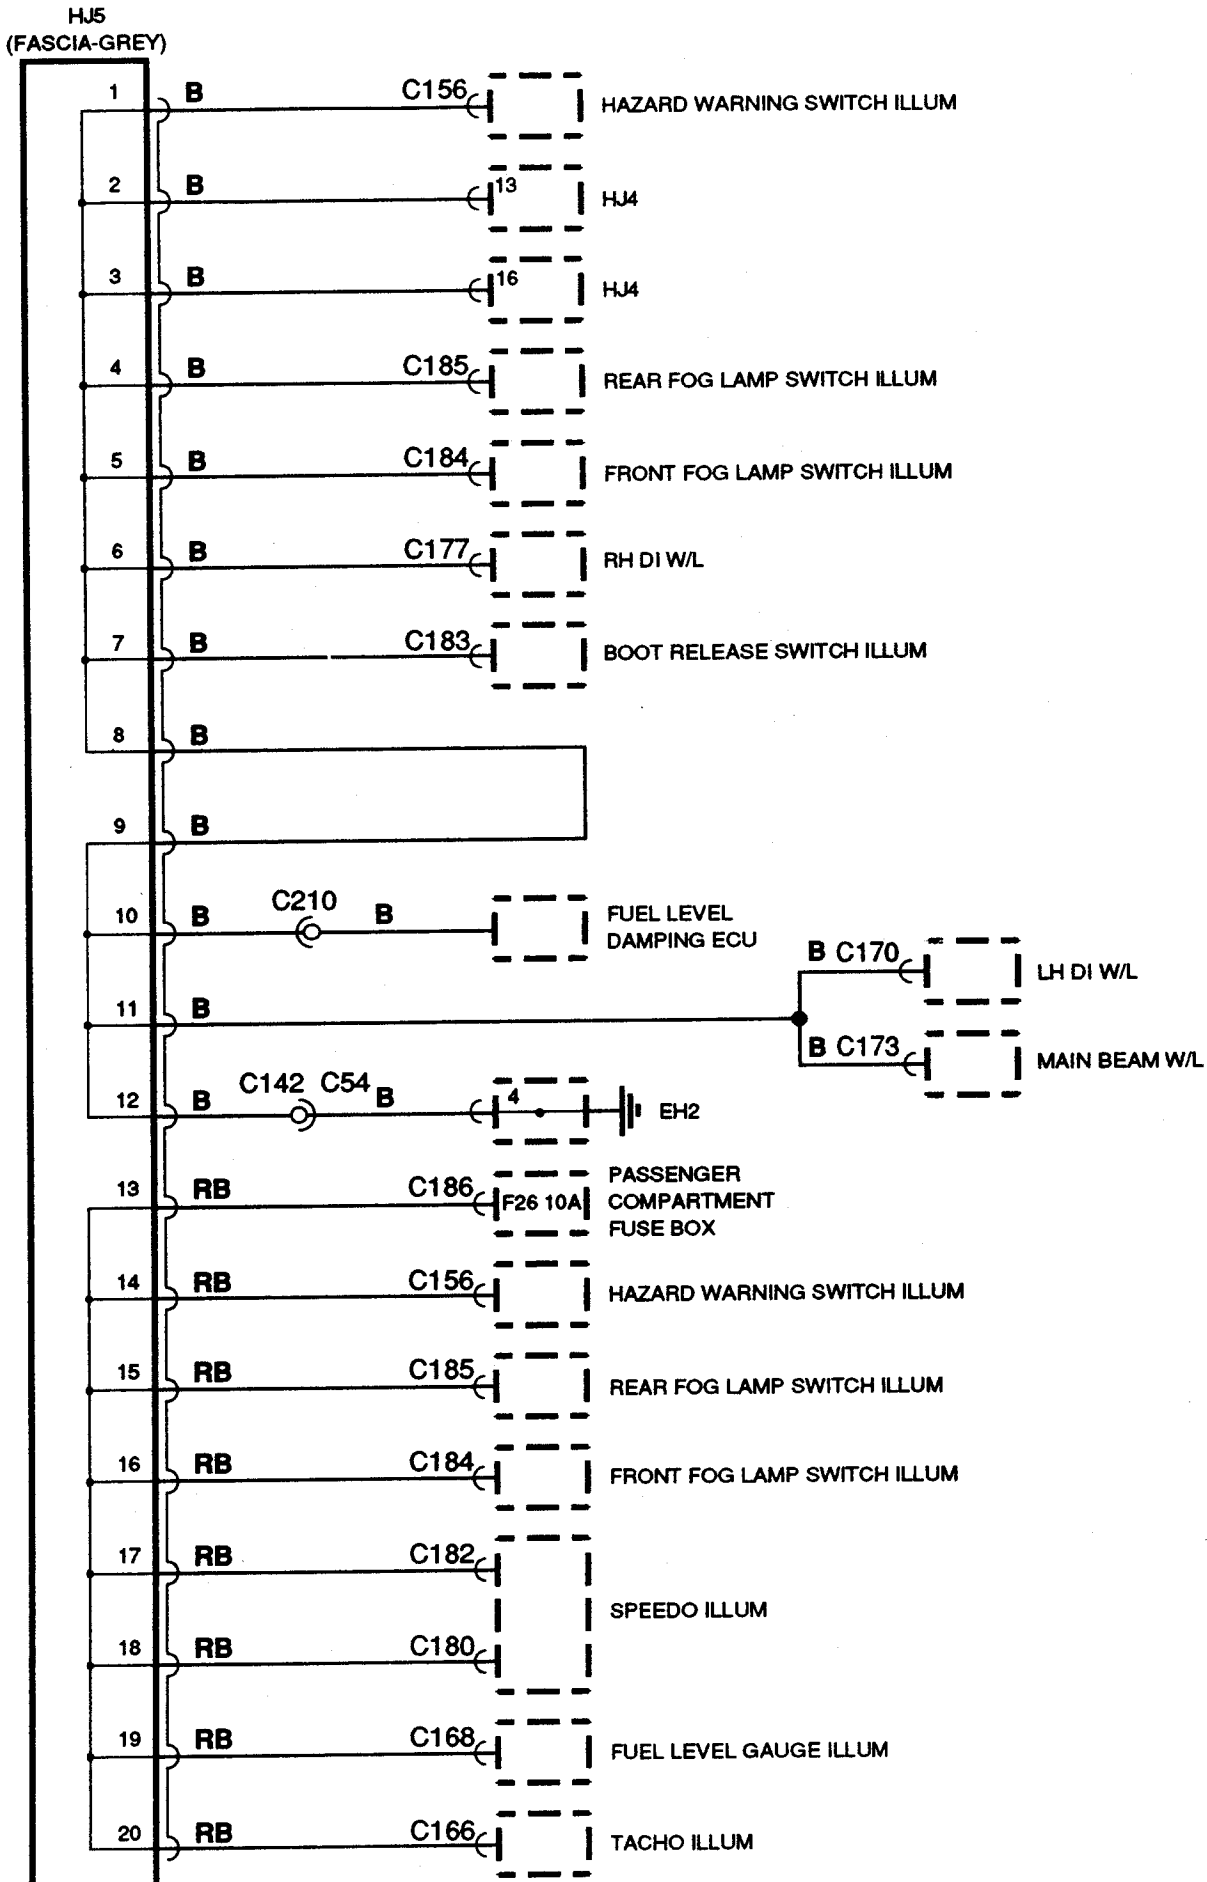 HJ5
(FASCIA-GREY)
1 B C156 HAZARD WARNING SWITCH ILLUM
2 B 13 HJ4
3 B 16 HJ4
4 B C185 REAR FOG LAMP SWITCH ILLUM
5 B C184 FRONT FOG LAMP SWITCH ILLUM
6 B C177 RH DI W/L
7 B C183 BOOT RELEASE SWITCH ILLUM
8 B
9 B
10 B C210 B FUEL LEVEL
DAMPING ECU
B C170 LH DI W/L
11 B
B C173 MAIN BEAM W/L
12 B C142 C54 B 4 EH2
13 RB C186 F26 10A PASSENGER
COMPARTMENT
FUSE BOX
14 RB C156 HAZARD WARNING SWITCH ILLUM
15 RB C185 REAR FOG LAMP SWITCH ILLUM
16 RB C184 FRONT FOG LAMP SWITCH ILLUM
17 RB C182
SPEEDO ILLUM
18 RB C180
19 RB C168 FUEL LEVEL GAUGE ILLUM
20 RB C166 TACHO ILLUM